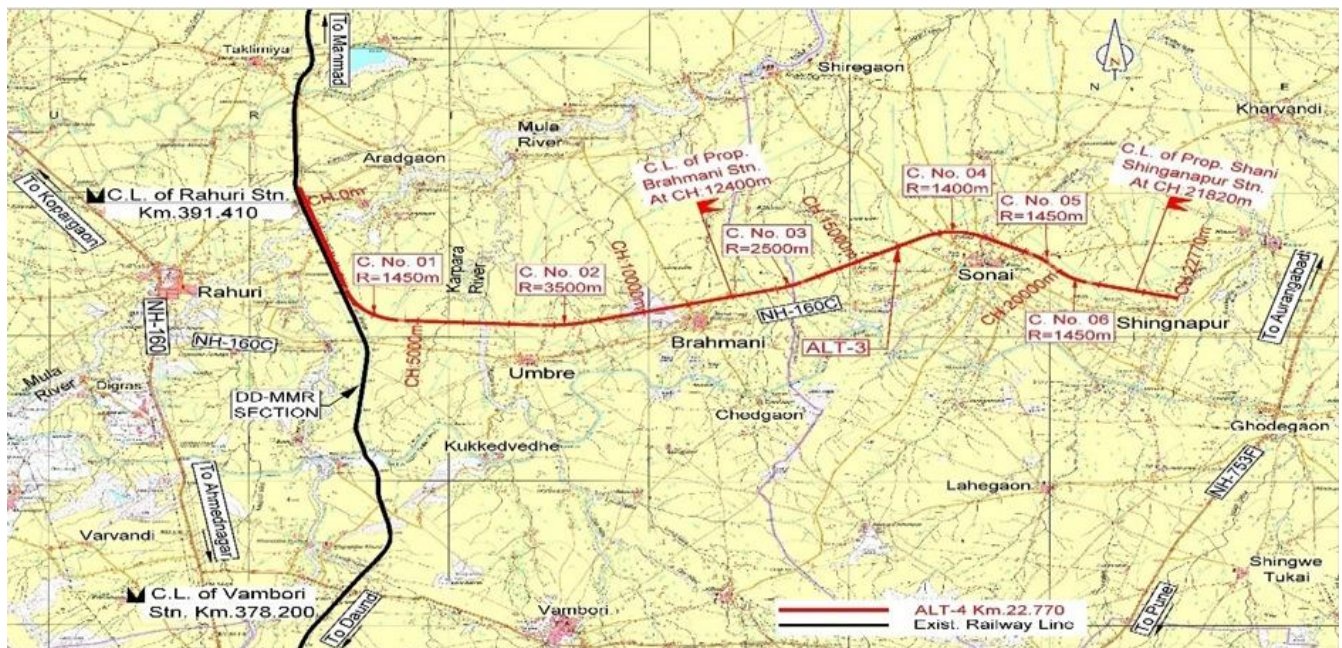 To Manmad
Taklimiya
Shiregaon
N
Kharvandi
U
R
I
N
E
Mula
River
Aradgaon
C.L. of Prop.
Brahmani Stn.
At CH:12400m
C. No. 04
R=1400m
C.L. of Prop. Shani
Shinganapur Stn.
At CH 21820m
To Kopargaon
C.L. of Rahuri Stn.
Km.391.410
CH:0m
C. No. 05
R=1450m
C. No. 03
R=2500m
CH:15000m
C. No. 01
R=1450m
Karpara
River
C. No. 02
R=3500m
CH:10000m
Sonai
CH:20000m
CH:22770m
Rahuri
NH-160
NH-160C
CH:5000m
Brahmani
NH-160C
ALT-3
C. No. 06
R=1450m
Shingnapur
To Aurangabad
Mula
River
Digras
DD-MMR
SECTION
Umbre
Chedgaon
Kukkedvedhe
Ghodegaon
NH-753F
Lahegaon
To Ahmednagar
Varvandi
C.L. of Vambori
Stn. Km.378.200
To Daund
Vambori
Shingwe
Tukai
To Pune
ALT-4 Km.22.770
Exist. Railway Line